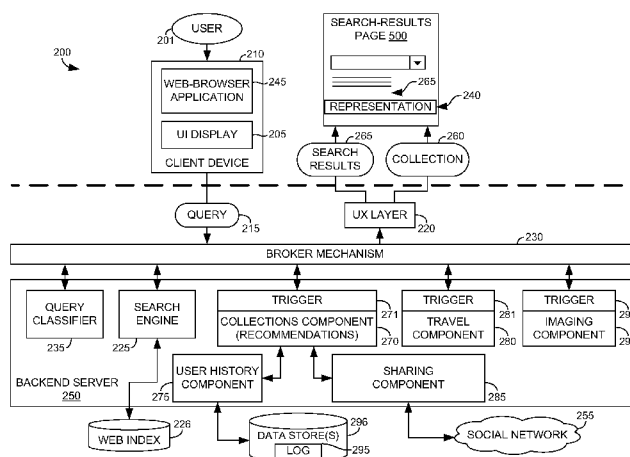 USER
201
200
210
WEB-BROWSER
APPLICATION
245
UI DISPLAY
205
CLIENT DEVICE
SEARCH-RESULTS
PAGE 500
265
REPRESENTATION
240
265
SEARCH
RESULTS
260
COLLECTION
QUERY
215
UX LAYER
220
230
BROKER MECHANISM
QUERY
CLASSIFIER
235
SEARCH
ENGINE
225
TRIGGER
271
COLLECTIONS COMPONENT
(RECOMMENDATIONS)
270
TRIGGER
281
TRAVEL
COMPONENT
280
TRIGGER
IMAGING
COMPONENT
BACKEND SERVER
250
USER HISTORY
COMPONENT
275
SHARING
COMPONENT
285
226
WEB INDEX
296
DATA STORE(S)
LOG
295
255
SOCIAL NETWORK